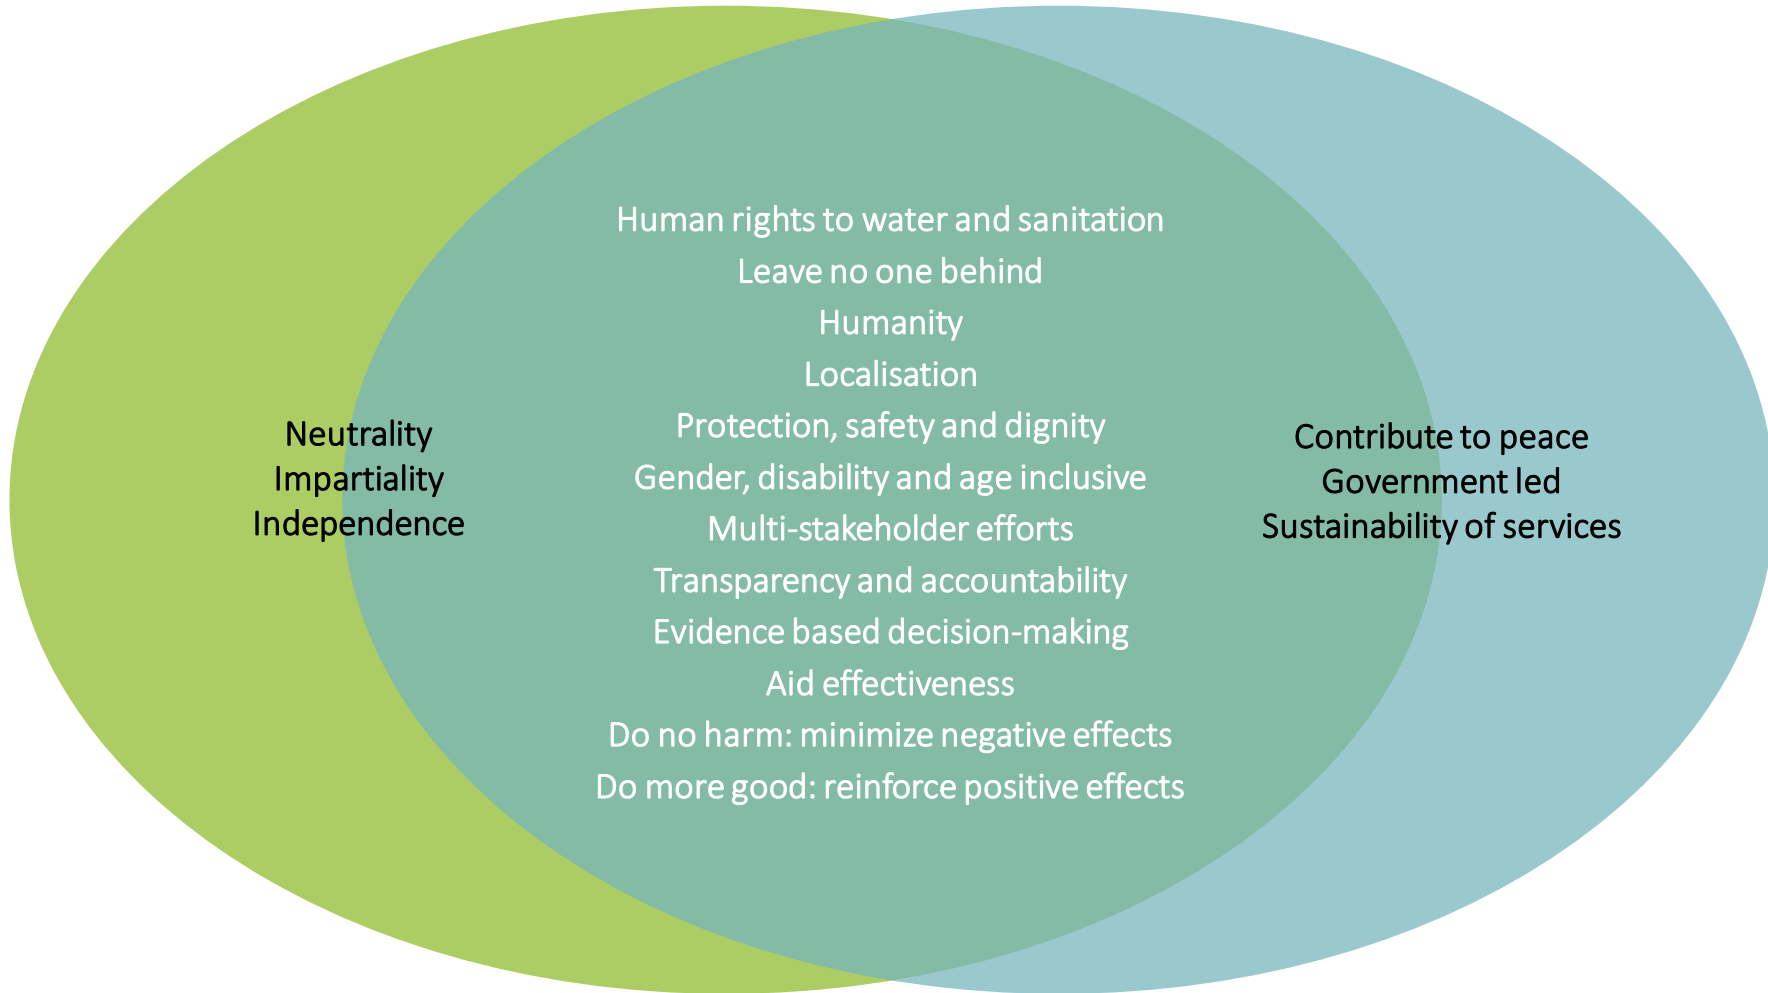 Human rights to water and sanitation
Leave no one behind
Humanity
Localisation
Protection, safety and dignity
Gender, disability and age inclusive
Multi-stakeholder efforts
Transparency and accountability
Evidence based decision-making
Aid effectiveness
Do no harm: minimize negative effects
Do more good: reinforce positive effects
Neutrality
Impartiality
Independence
Contribute to peace
Government led
Sustainability of services